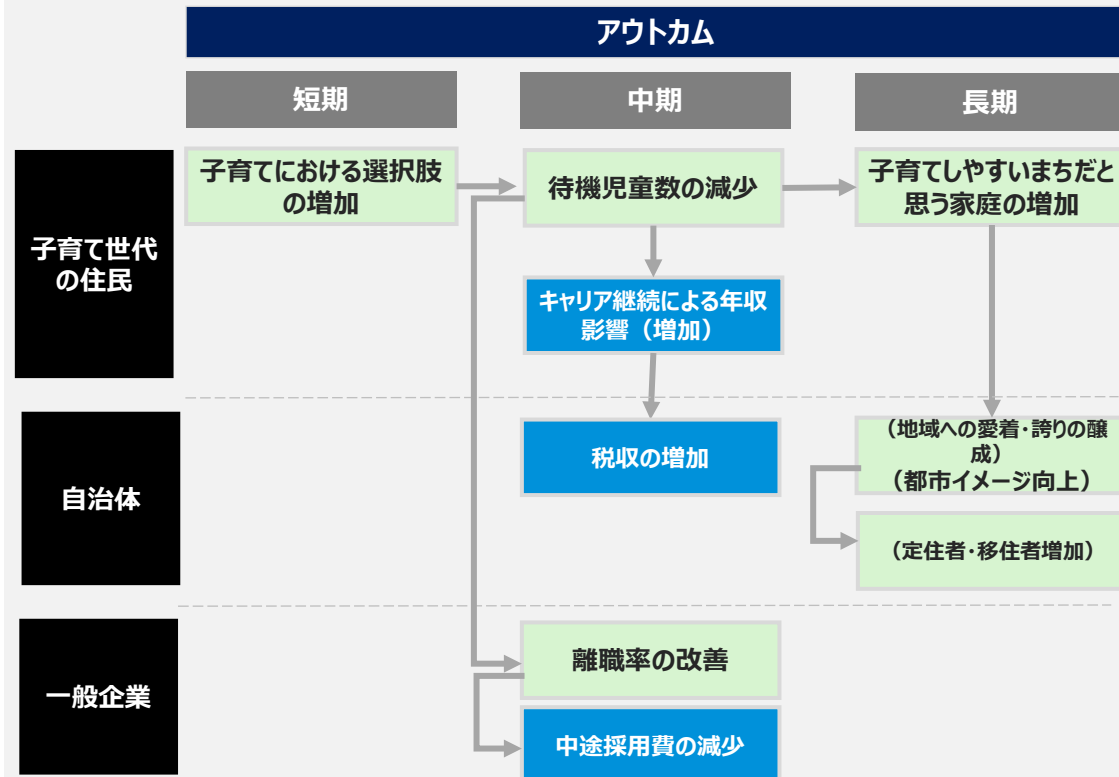 アウトカム
短期
中期
長期
子育て世代
の住民
子育てにおける選択肢
の増加
待機児童数の減少
子育てしやすいまちだと
思う家庭の増加
キャリア継続による年収
影響（増加）
自治体
税収の増加
（地域への愛着・誇りの醸
成）
（都市イメージ向上）
（定住者・移住者増加）
一般企業
離職率の改善
中途採用費の減少